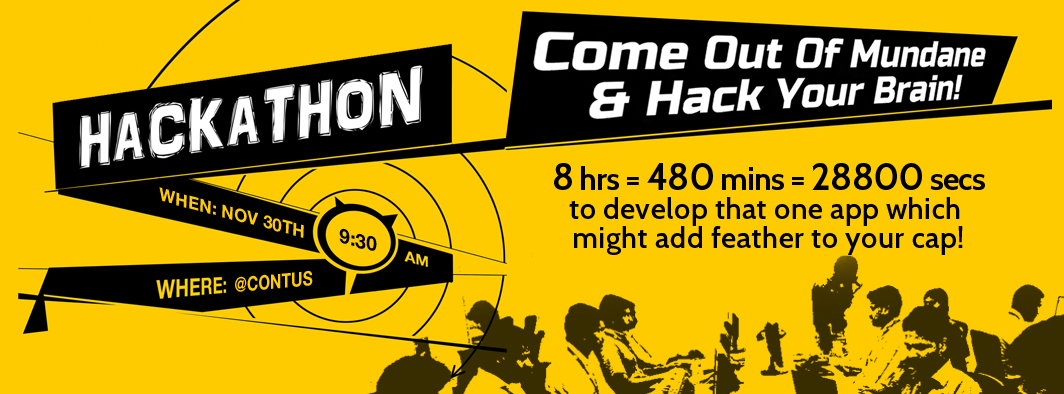 HACKATHON
Come Out Of Mundane
& Hack Your Brain!
WHEN: NOV 30TH
9:30
AM
WHERE: @CONTUS
8 hrs = 480 mins = 28800 secs
to develop that one app which
might add feather to your cap!